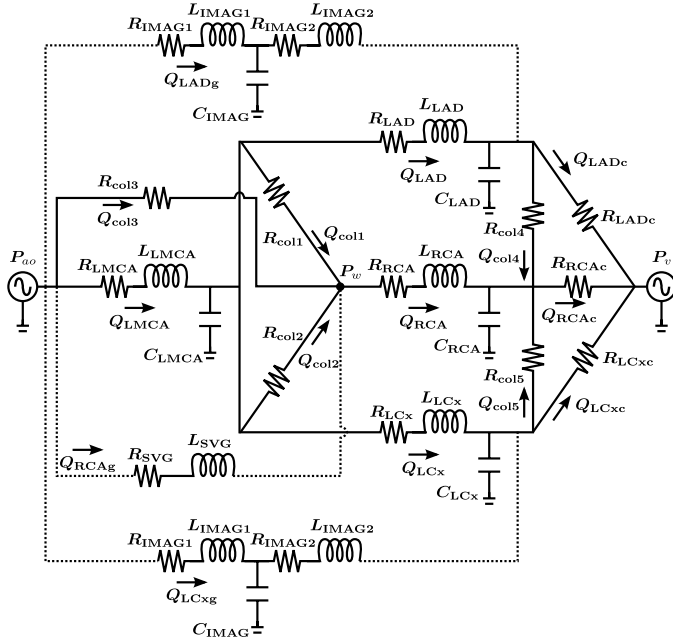 L_IMAG1 L_IMAG2
R_IMAG1 R_IMAG2
Q_LADg
C_IMAG
L_LAD
R_LAD
Q_LADc
Q_LAD
R_col3
C_LAD
R_LADc
Q_col3
R_col1 Q_col1
R_col4
P_ao
L_LMCA
L_RCA
Q_col4
P_v
R_LMCA
P_w
R_RCA
R_RCAc
Q_LMCA
Q_RCA
Q_RCAc
C_LMCA
R_col2
Q_col2
C_RCA
R_LCxc
R_col5
L_LCx
R_LCx
Q_col5
Q_LCxc
L_SVG
R_SVG
Q_RCAg
Q_LCx
C_LCx
L_IMAG1 L_IMAG2
R_IMAG1 R_IMAG2
Q_LCxg
C_IMAG